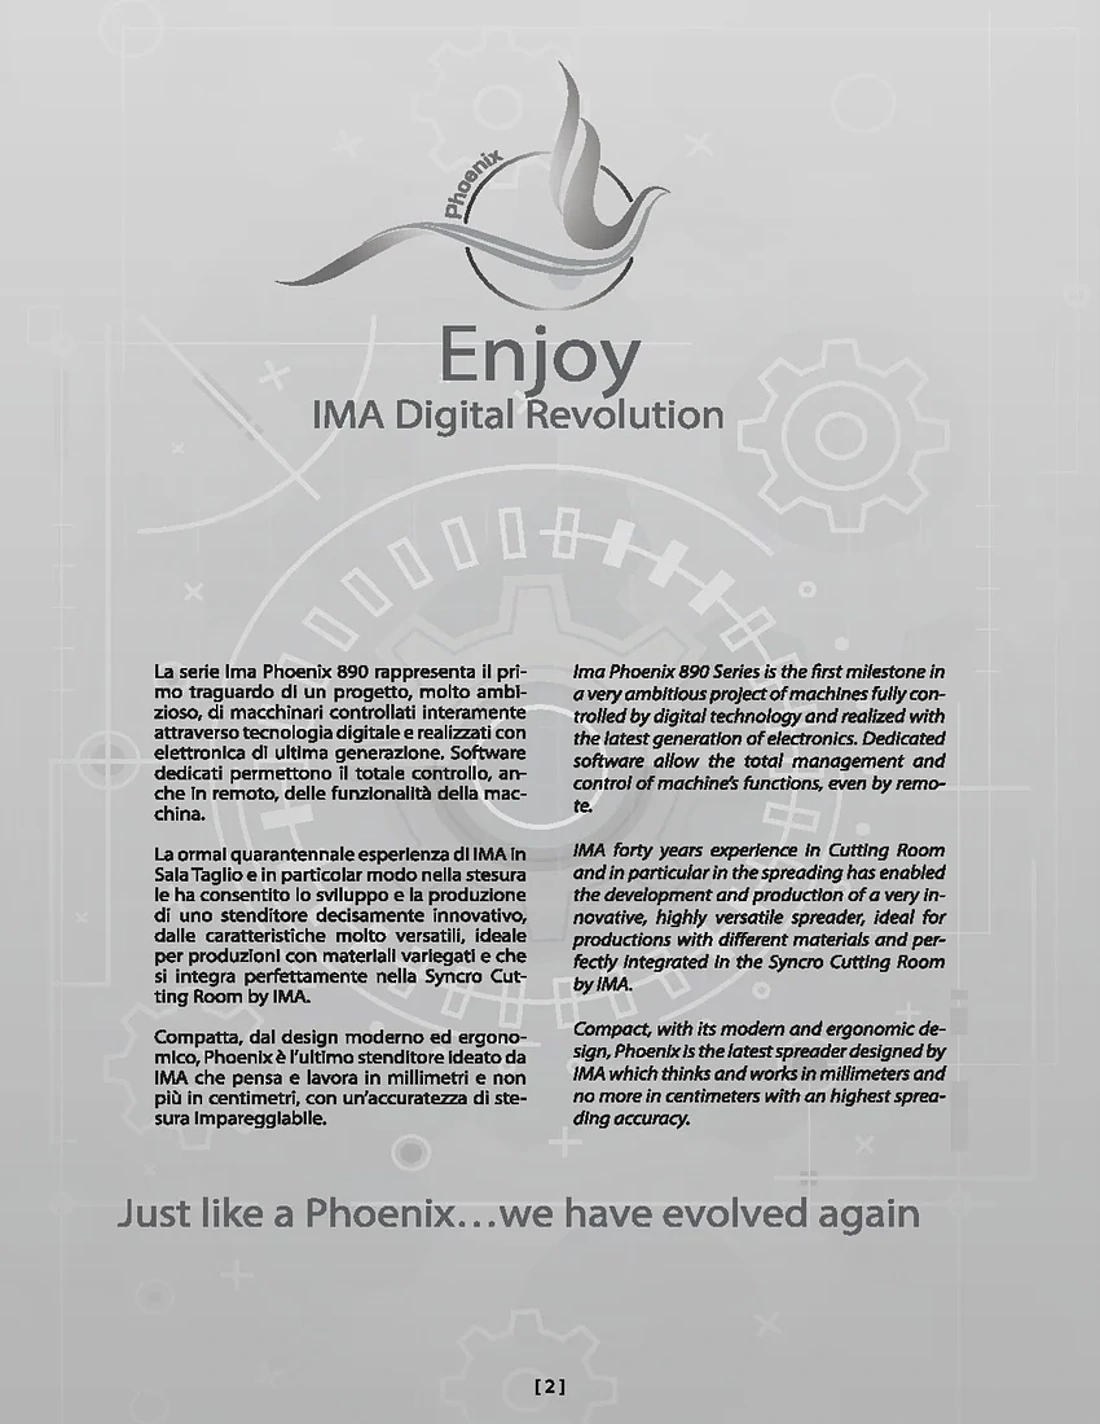 Phoenix
Enjoy
IMA Digital Revolution
La serie Ima Phoenix 890 rappresenta il pri-
mo traguardo di un progetto, molto ambi-
zioso, di macchinari controllati interamente
attraverso tecnologia digitale e realizzati con
elettronica di ultima generazione. Software
dedicati permettono il totale controllo, an-
che in remoto, delle funzionalità della mac-
china.
La ormai quarantennale esperienza di IMA in
Sala Taglio e in particolar modo nella stesura
le ha consentito lo sviluppo e la produzione
di uno stenditore decisamente innovativo,
dalle caratteristiche molto versatili, ideale
per produzioni con materiali variegati e che
si integra perfettamente nella Syncro Cut-
ting Room by IMA.
Compatta, dal design moderno ed ergono-
mico, Phoenix è l'ultimo stenditore ideato da
IMA che pensa e lavora in millimetri e non
più in centimetri, con un'accuratezza di ste-
sura impareggiabile.
Ima Phoenix 890 Series is the first milestone in
a very ambitious project of machines fully con-
trolled by digital technology and realized with
the latest generation of electronics. Dedicated
software allow the total management and
control of machine's functions, even by remo-
te.
IMA forty years experience in Cutting Room
and in particular in the spreading has enabled
the development and production of a very in-
novative, highly versatile spreader, ideal for
productions with different materials and per-
fectly integrated in the Syncro Cutting Room
by IMA.
Compact, with its modern and ergonomic de-
sign, Phoenix is the latest spreader designed by
IMA which thinks and works in millimeters and
no more in centimeters with an highest sprea-
ding accuracy.
Just like a Phoenix...we have evolved again
[ 2 ]